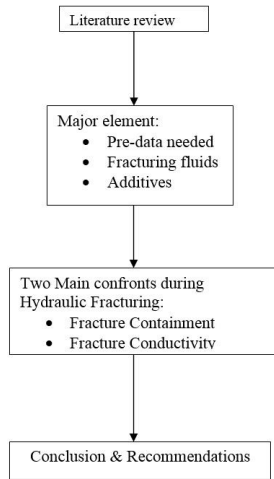 Literature review
Major element:
• Pre-data needed
• Fracturing fluids
• Additives
Two Main confronts during
Hydraulic Fracturing:
• Fracture Containment
• Fracture Conductivity
Conclusion & Recommendations